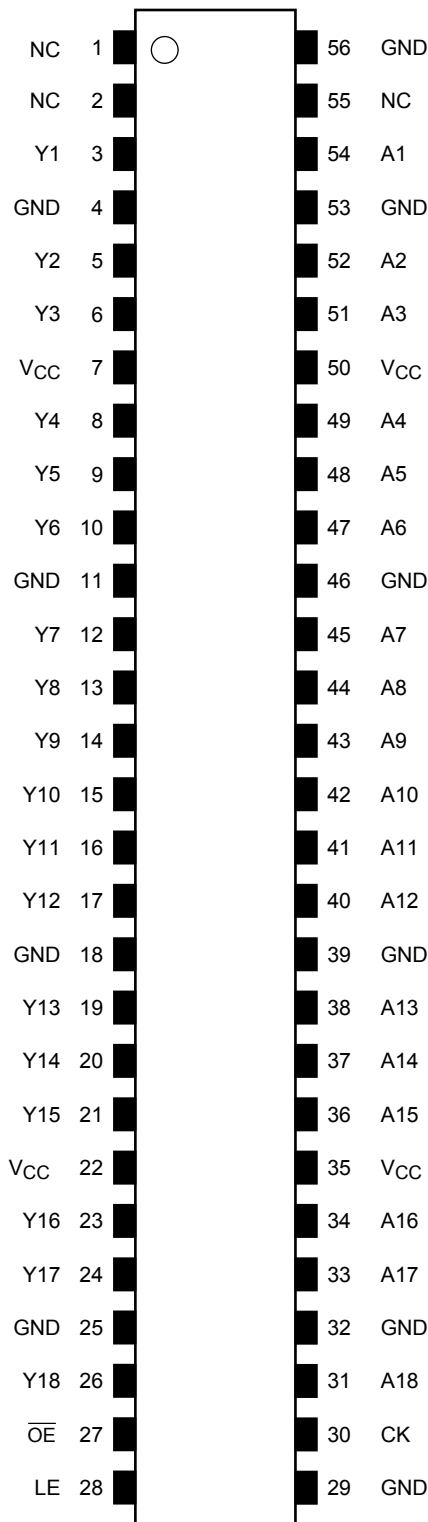 NC 1 56 GND
NC 2 55 NC
Y1 3 54 A1
GND 4 53 GND
Y2 5 52 A2
Y3 6 51 A3
VCC 7 50 VCC
Y4 8 49 A4
Y5 9 48 A5
Y6 10 47 A6
GND 11 46 GND
Y7 12 45 A7
Y8 13 44 A8
Y9 14 43 A9
Y10 15 42 A10
Y11 16 41 A11
Y12 17 40 A12
GND 18 39 GND
Y13 19 38 A13
Y14 20 37 A14
Y15 21 36 A15
VCC 22 35 VCC
Y16 23 34 A16
Y17 24 33 A17
GND 25 32 GND
Y18 26 31 A18
O̅E̅ 27 30 CK
LE 28 29 GND